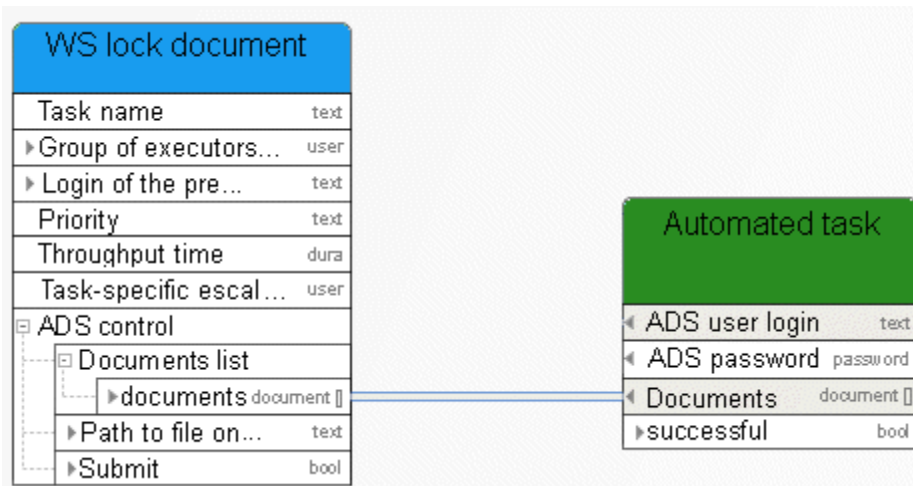 WS lock document
Task name text
Group of executors... user
Login of the pre... text
Priority text
Throughput time dura
Task-specific escal... user
ADS control
Documents list
documents document []
Path to file on... text
Submit bool
Automated task
ADS user login text
ADS password password
Documents document []
successful bool